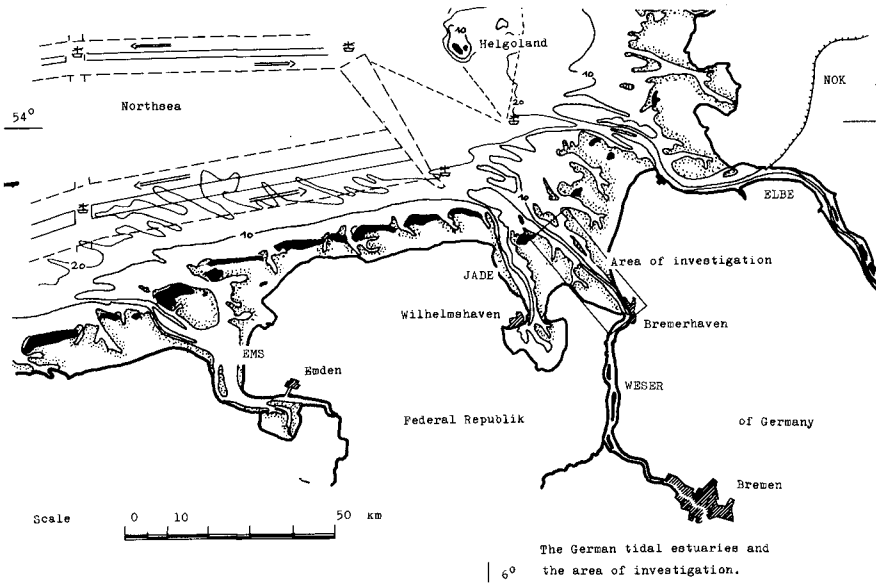 10
Helgoland
10
20
NOK
Northsea
54°
ELBE
10
10
20
Area of investigation
JADE
Wilhelmshaven
Bremerhaven
EMS
Emden
WESER
Federal Republik
of Germany
Bremen
Scale
0 10 50 km
The German tidal estuaries and
6° the area of investigation.